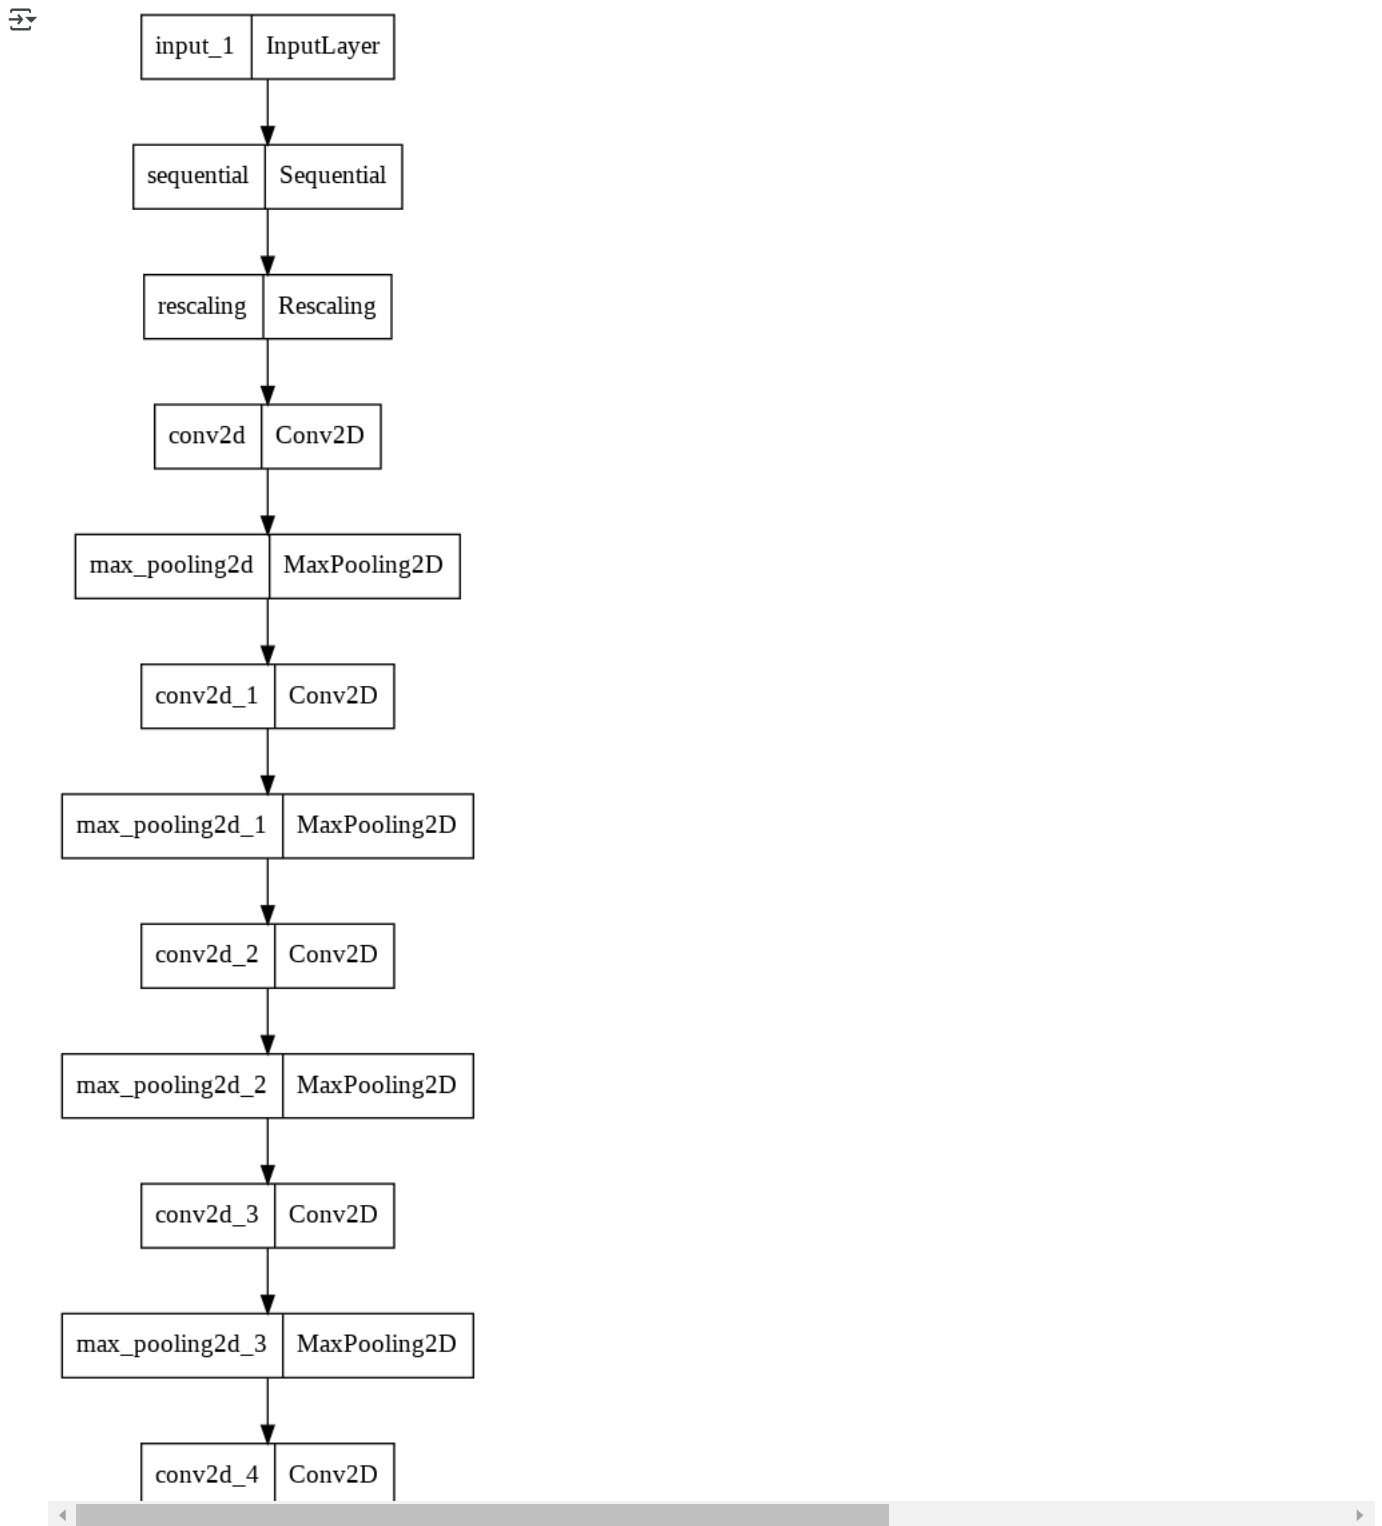 input_1 InputLayer
sequential Sequential
rescaling Rescaling
conv2d Conv2D
max_pooling2d MaxPooling2D
conv2d_1 Conv2D
max_pooling2d_1 MaxPooling2D
conv2d_2 Conv2D
max_pooling2d_2 MaxPooling2D
conv2d_3 Conv2D
max_pooling2d_3 MaxPooling2D
conv2d_4 Conv2D